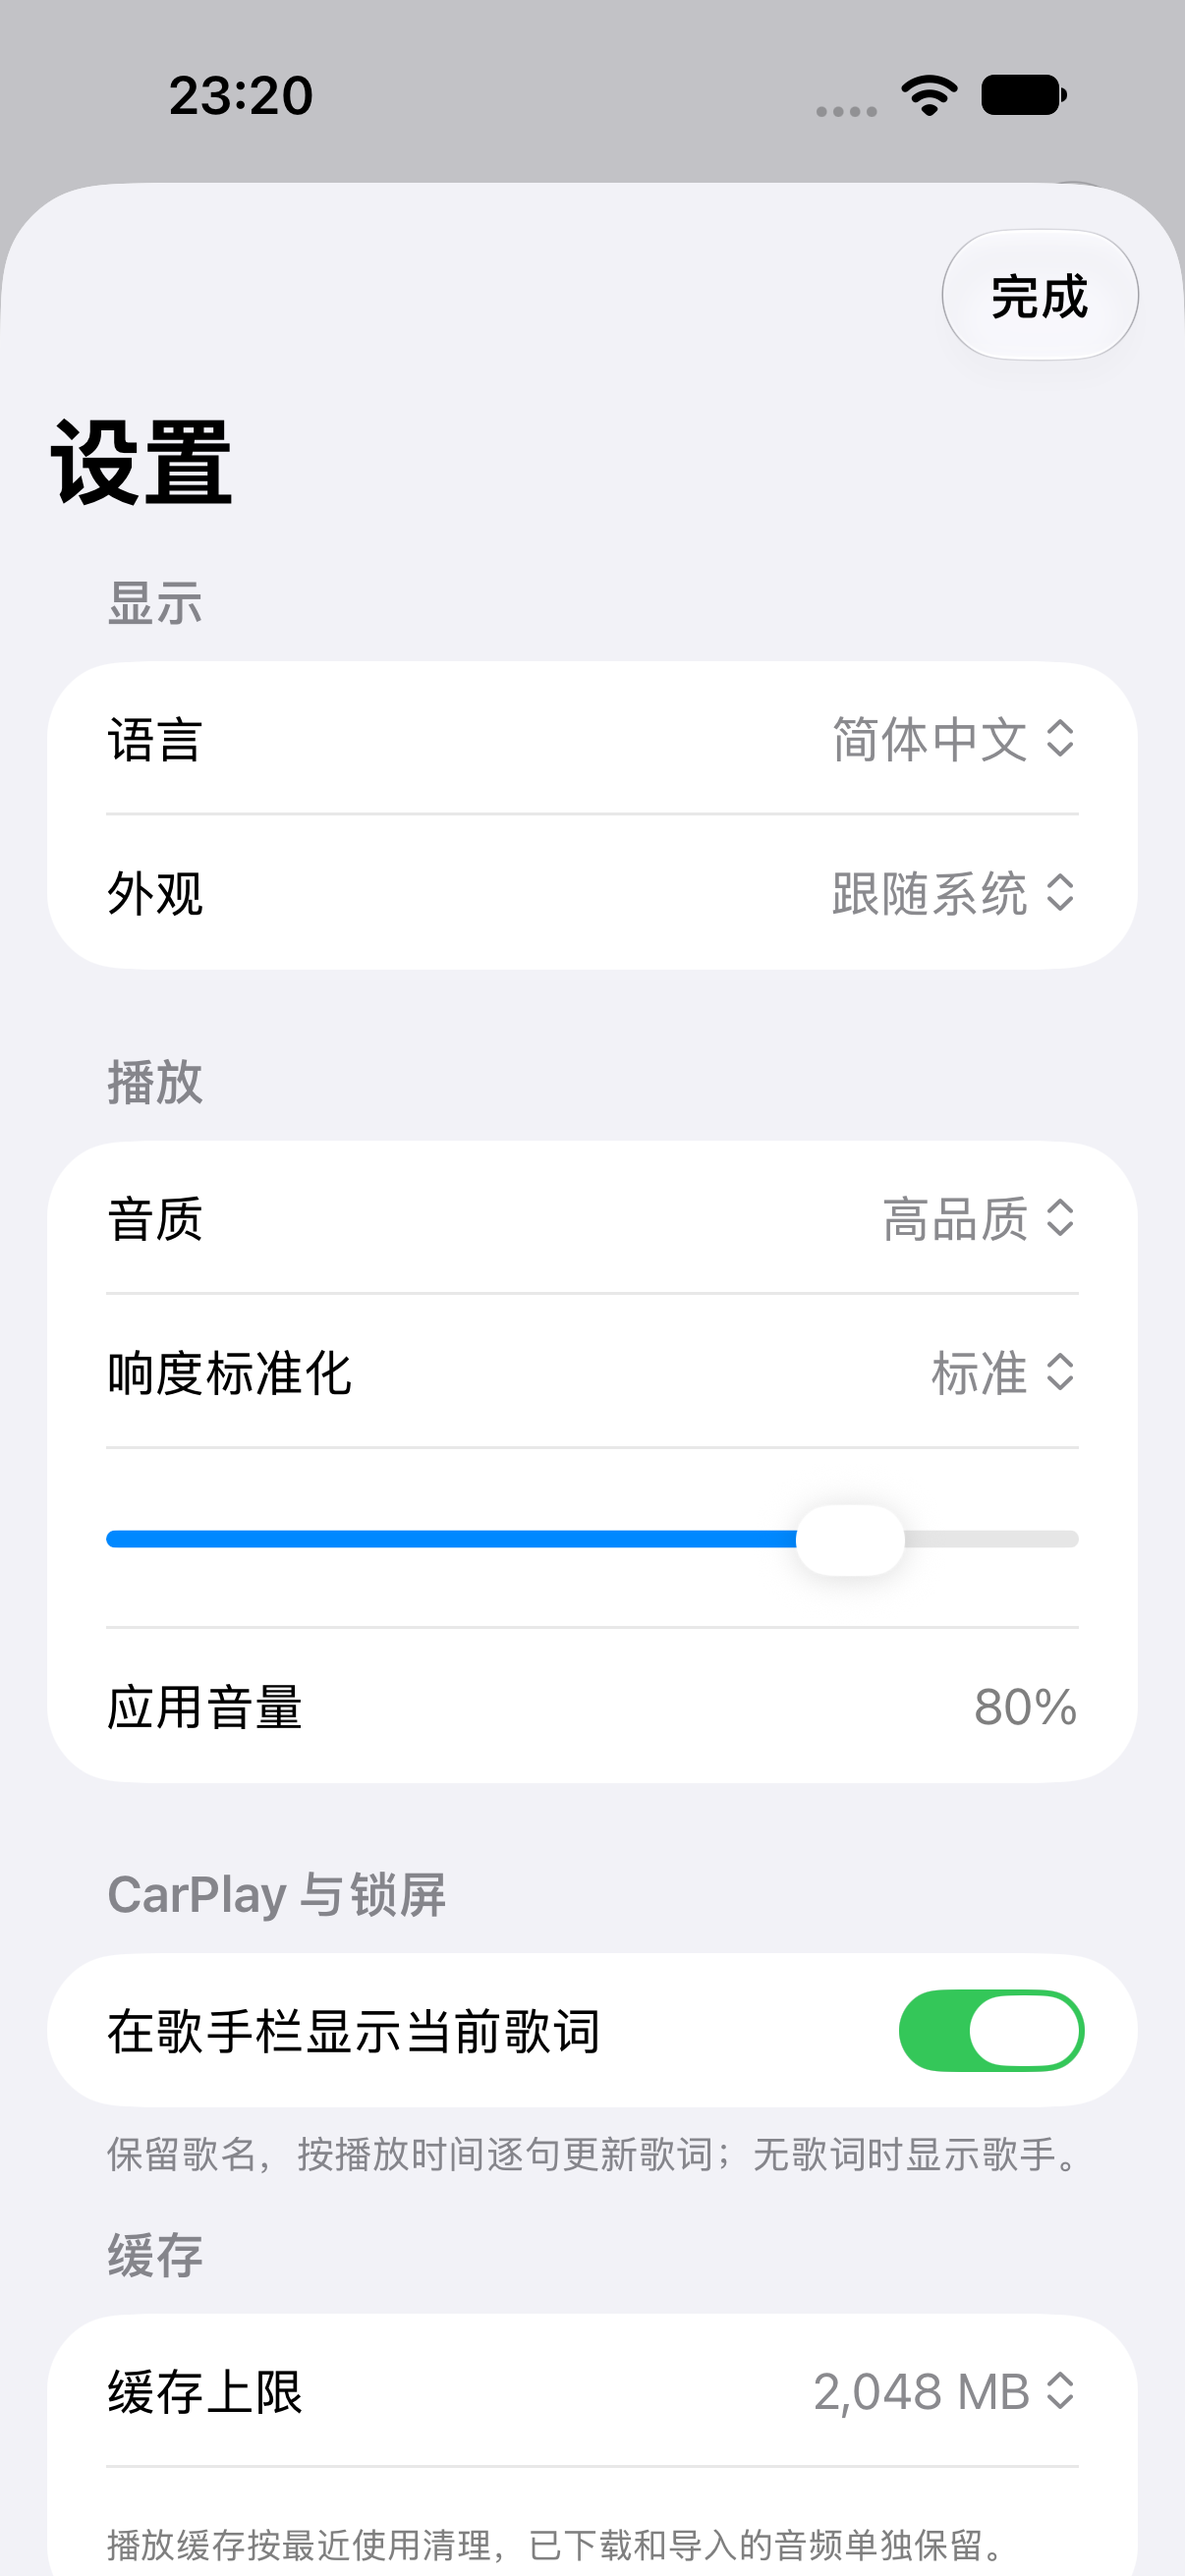 23:20
完成
设置
显示
语言 简体中文
外观 跟随系统
播放
音质 高品质
响度标准化 标准
应用音量 80%
CarPlay 与锁屏
在歌手栏显示当前歌词
保留歌名，按播放时间逐句更新歌词；无歌词时显示歌手。
缓存
缓存上限 2,048 MB
播放缓存按最近使用清理，已下载和导入的音频单独保留。